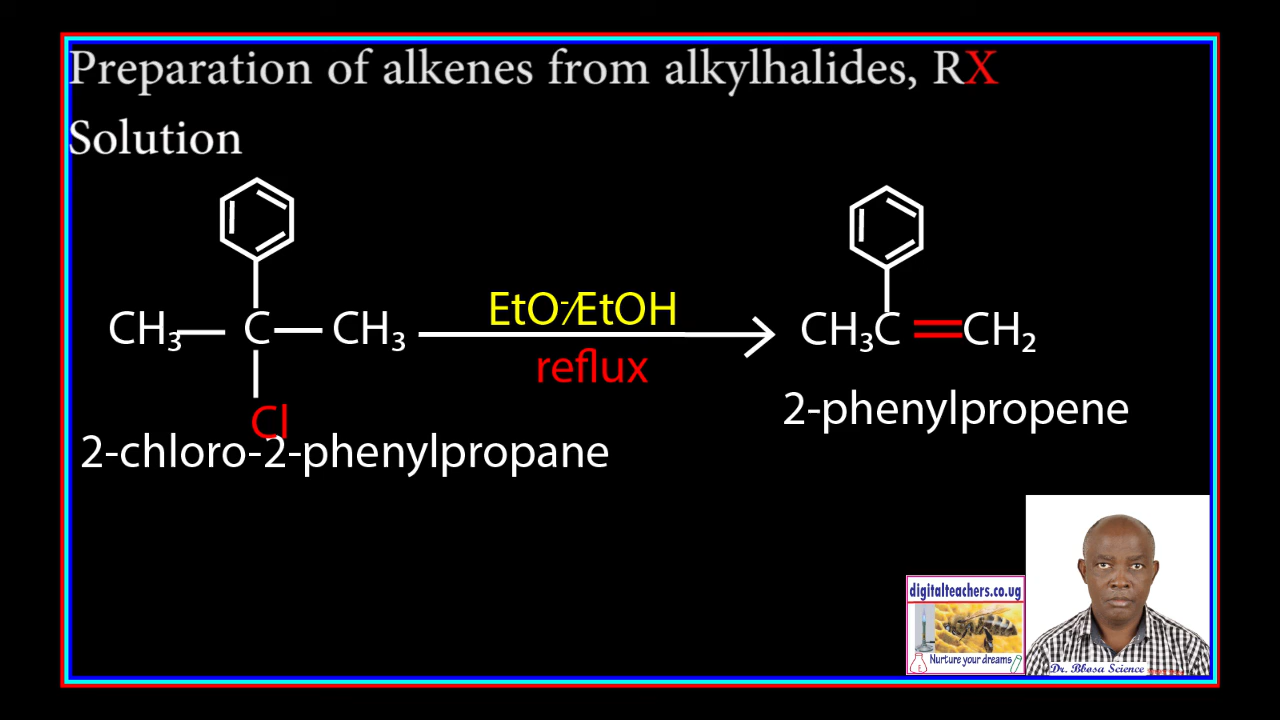 Preparation of alkenes from alkylhalides, RX
Solution
CH₃ C CH₃
EtO⁻/EtOH
reflux
CH₃C CH₂
Cl
2-chloro-2-phenylpropane
2-phenylpropene
digitalteachers.co.ug
Nurture your dreams
Dr. Bbosa Science